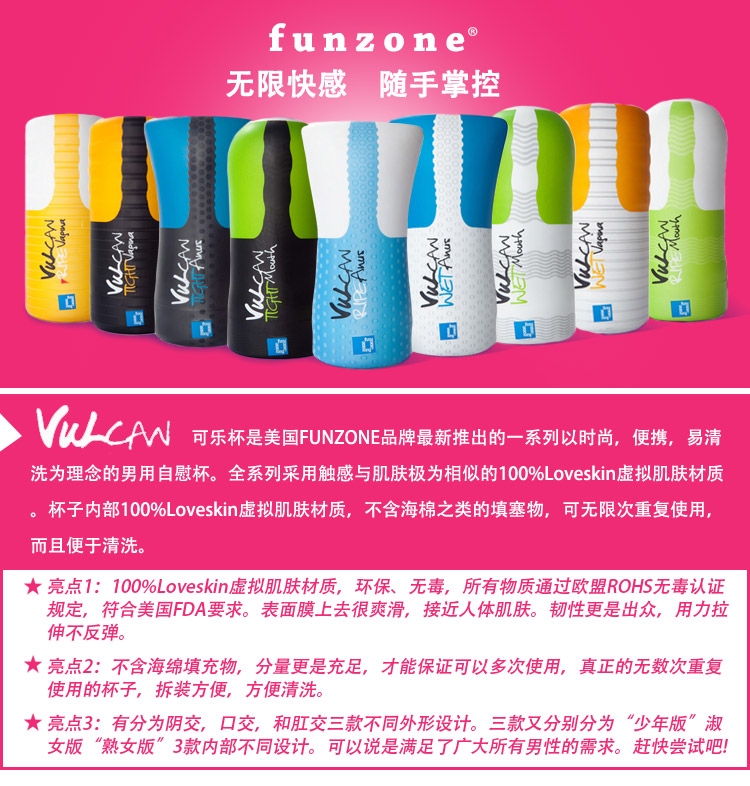 funzone®
无限快感 随手掌控
VULCAN
RIPE Vagina
VULCAN
TIGHT Vagina
VULCAN
TIGHT Anus
VULCAN
TIGHT Mouth
VULCAN
RIPE Anus
VULCAN
WET Anus
VULCAN
WET Mouth
VULCAN
WET Vagina
VULCAN
RIPE Mouth
VULCAN 可乐杯是美国FUNZONE品牌最新推出的一系列以时尚，便携，易清
洗为理念的男用自慰杯。全系列采用触感与肌肤极为相似的100%Loveskin虚拟肌肤材质
。杯子内部100%Loveskin虚拟肌肤材质，不含海棉之类的填塞物，可无限次重复使用，
而且便于清洗。
★ 亮点1：100%Loveskin虚拟肌肤材质，环保、无毒，所有物质通过欧盟ROHS无毒认证
规定，符合美国FDA要求。表面膜上去很爽滑，接近人体肌肤。韧性更是出众，用力拉
伸不反弹。
★ 亮点2：不含海绵填充物，分量更是充足，才能保证可以多次使用，真正的无数次重复
使用的杯子，拆装方便，方便清洗。
★ 亮点3：有分为阴交，口交，和肛交三款不同外形设计。三款又分别分为“少年版”淑
女版“熟女版”3款内部不同设计。可以说是满足了广大所有男性的需求。赶快尝试吧!